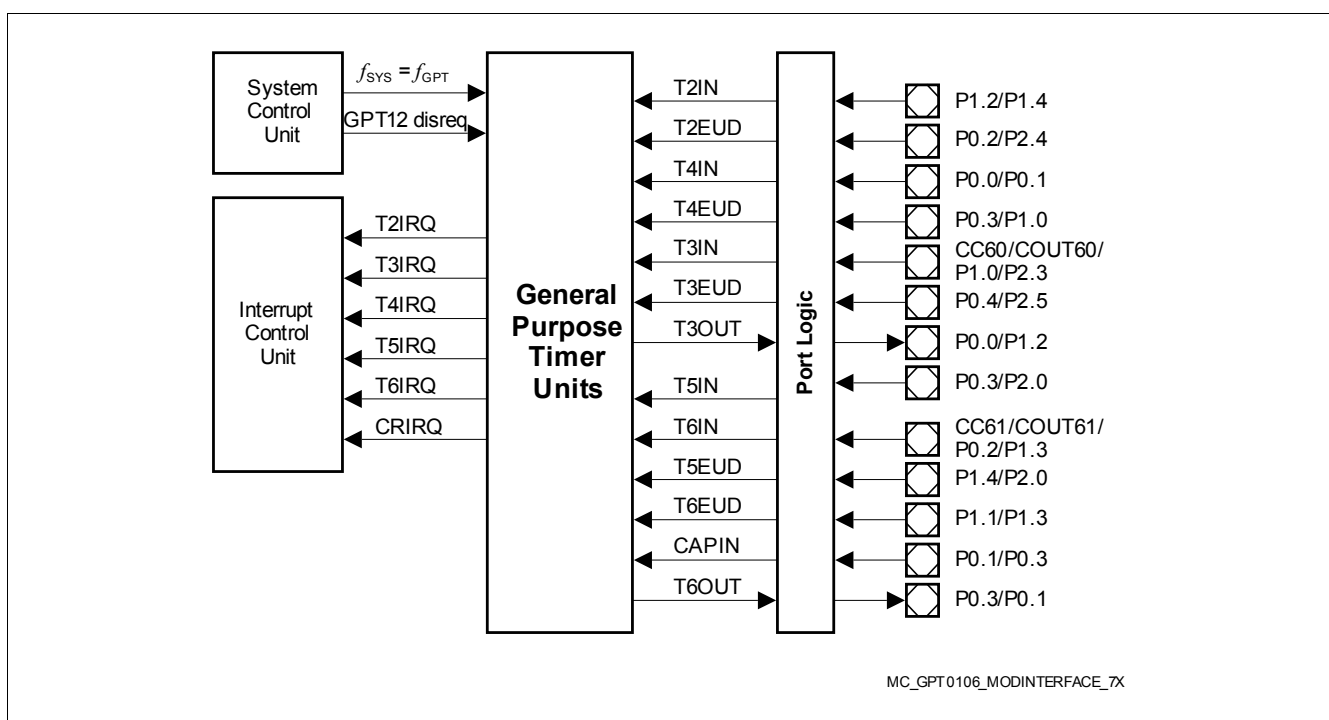 System
Control
Unit
fSYS = fGPT
GPT12 disreq
Interrupt
Control
Unit
T2IRQ
T3IRQ
T4IRQ
T5IRQ
T6IRQ
CRIRQ
General
Purpose
Timer
Units
T2IN
T2EUD
T4IN
T4EUD
T3IN
T3EUD
T3OUT
T5IN
T6IN
T5EUD
T6EUD
CAPIN
T6OUT
Port Logic
P1.2/P1.4
P0.2/P2.4
P0.0/P0.1
P0.3/P1.0
CC60/COUT60/
P1.0/P2.3
P0.4/P2.5
P0.0/P1.2
P0.3/P2.0
CC61/COUT61/
P0.2/P1.3
P1.4/P2.0
P1.1/P1.3
P0.1/P0.3
P0.3/P0.1
MC_GPT0106_MODINTERFACE_7X